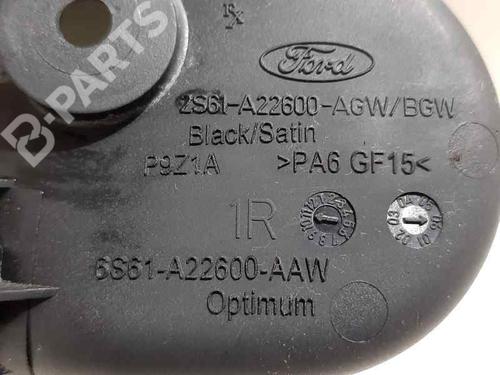 Ford
2S61-A22600-AGW/BGW
Black/Satin
P9Z1A >PA6 GF15<
1R
6S61-A22600-AAW
Optimum
B-PARTS